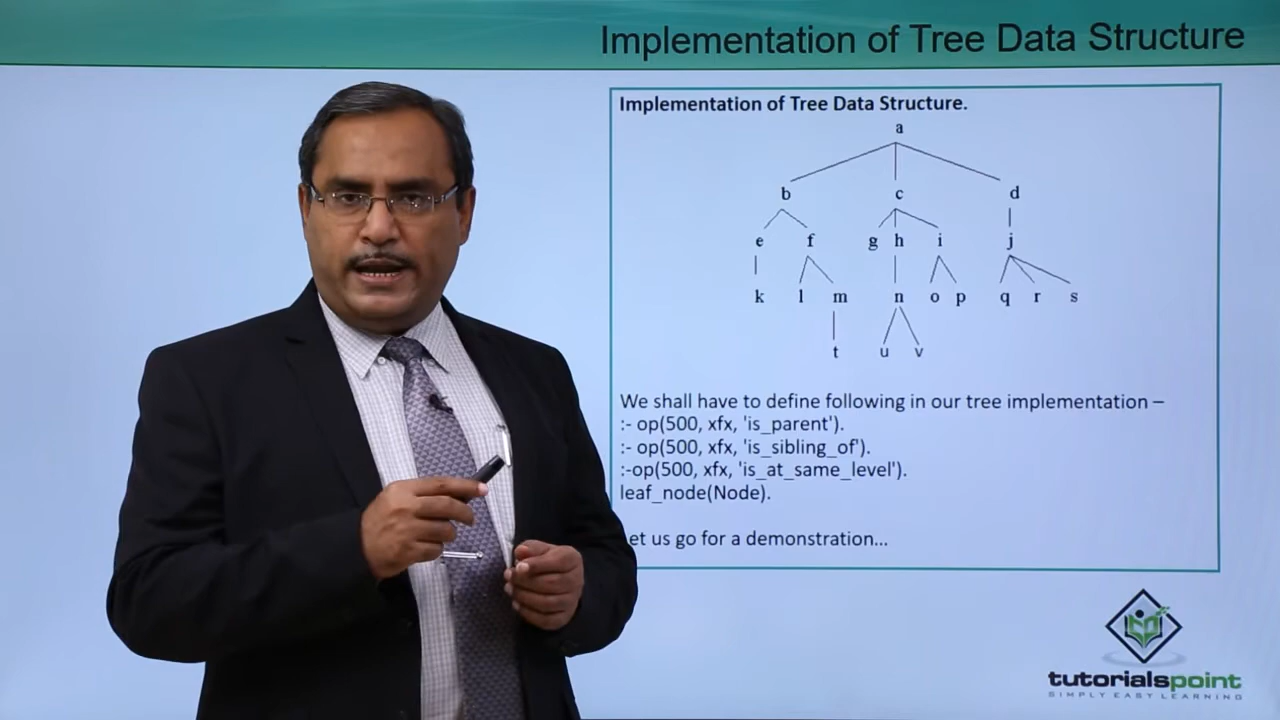 Implementation of Tree Data Structure
Implementation of Tree Data Structure.
a
b c d
e f g h i j
k l m n o p q r s
t u v
We shall have to define following in our tree implementation –
:- op(500, xfx, 'is_parent').
:- op(500, xfx, 'is_sibling_of').
:-op(500, xfx, 'is_at_same_level').
leaf_node(Node).
et us go for a demonstration...
tutorialspoint
SIMPLY EASY LEARNING